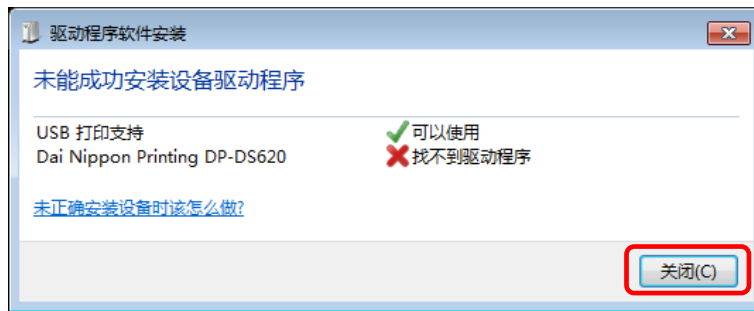 驱动程序软件安装
未能成功安装设备驱动程序
USB 打印支持 可以使用
Dai Nippon Printing DP-DS620 找不到驱动程序
未正确安装设备时该怎么做?
关闭(C)